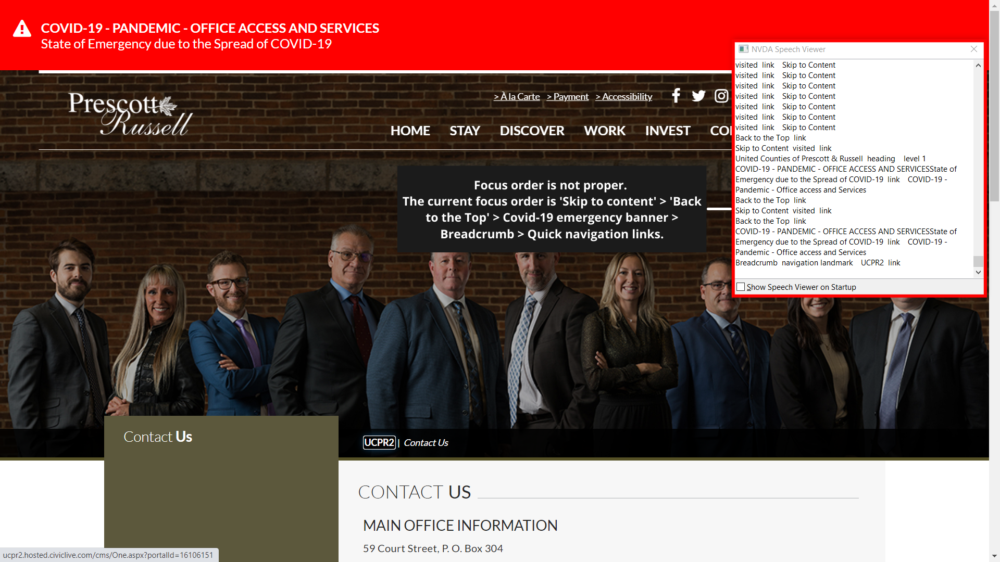 COVID-19 - PANDEMIC - OFFICE ACCESS AND SERVICES
State of Emergency due to the Spread of COVID-19
Prescott
Russell
> À la Carte > Payment > Accessibility
HOME STAY DISCOVER WORK INVEST
Focus order is not proper.
The current focus order is 'Skip to content' > 'Back
to the Top' > Covid-19 emergency banner >
Breadcrumb > Quick navigation links.
NVDA Speech Viewer
visited link Skip to Content
visited link Skip to Content
visited link Skip to Content
visited link Skip to Content
visited link Skip to Content
visited link Skip to Content
visited link Skip to Content
Back to the Top link
Skip to Content visited link
United Counties of Prescott & Russell heading level 1
COVID-19 - PANDEMIC - OFFICE ACCESS AND SERVICESState of
Emergency due to the Spread of COVID-19 link COVID-19 -
Pandemic - Office access and Services
Back to the Top link
Skip to Content visited link
Back to the Top link
COVID-19 - PANDEMIC - OFFICE ACCESS AND SERVICESState of
Emergency due to the Spread of COVID-19 link COVID-19 -
Pandemic - Office access and Services
Breadcrumb navigation landmark UCPR2 link
Show Speech Viewer on Startup
Contact Us
UCPR2 | Contact Us
CONTACT US
MAIN OFFICE INFORMATION
59 Court Street, P. O. Box 304
ucpr2.hosted.civiclive.com/cms/One.aspx?portalId=16106151